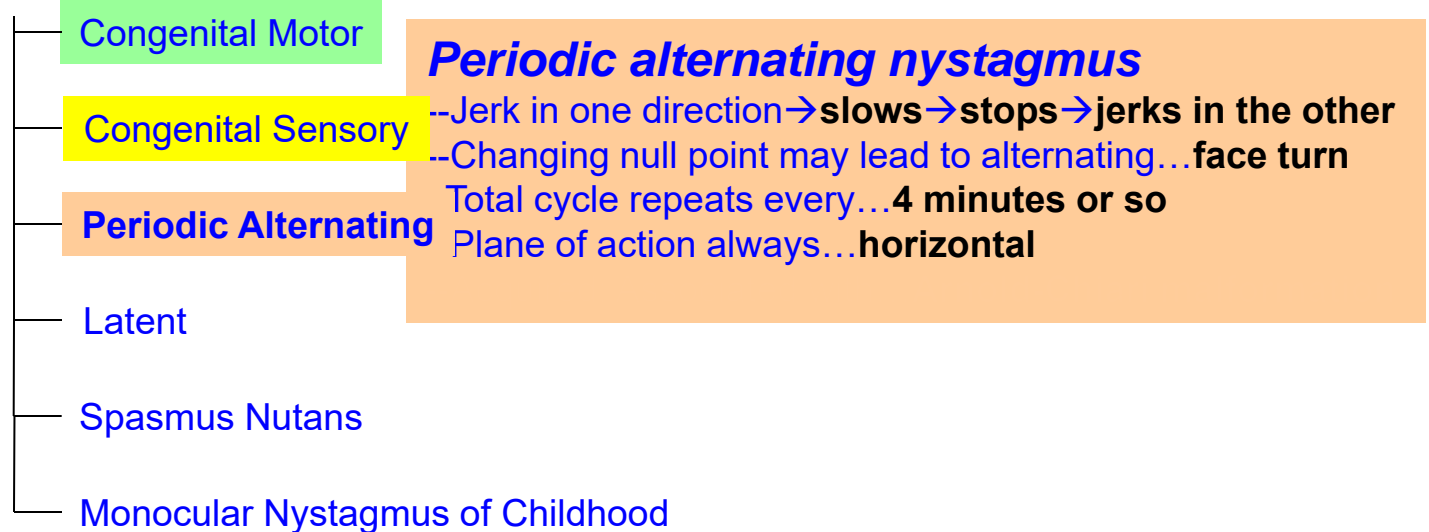 Congenital Motor
Congenital Sensory
Periodic Alternating
Latent
Spasmus Nutans
Monocular Nystagmus of Childhood
Periodic alternating nystagmus
--Jerk in one direction→slows→stops→jerks in the other
--Changing null point may lead to alternating…face turn
Total cycle repeats every…4 minutes or so
Plane of action always…horizontal